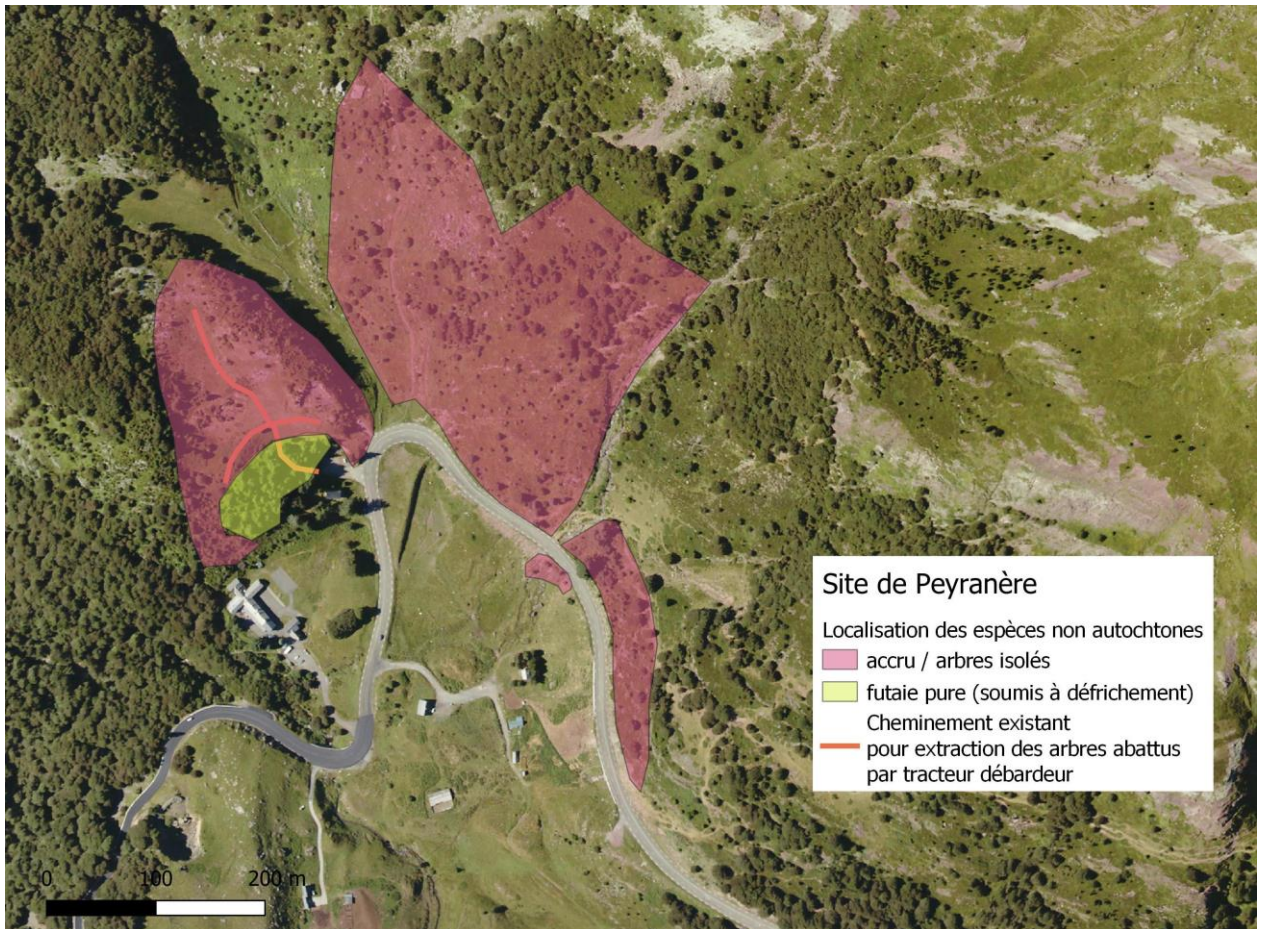 Site de Peyranère
Localisation des espèces non autochtones
accru / arbres isolés
futaie pure (soumis à défrichement)
Cheminement existant
pour extraction des arbres abattus
par tracteur débardeur
0 100 200 m